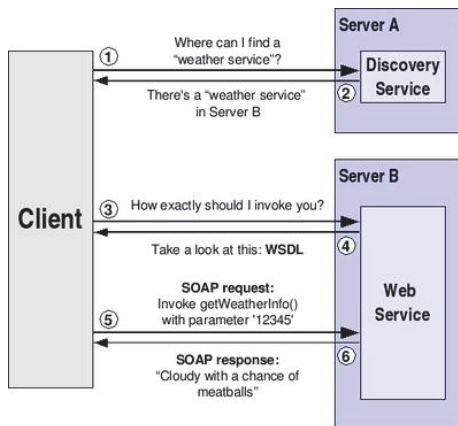 Server A
Where can I find a
① "weather service"?
Discovery
Service
There's a "weather service"
in Server B
②
Server B
Client
③ How exactly should I invoke you?
Take a look at this: WSDL
④
SOAP request:
Invoke getWeatherInfo()
with parameter '12345'
⑤
Web
Service
SOAP response:
⑥
"Cloudy with a chance of
meatballs"